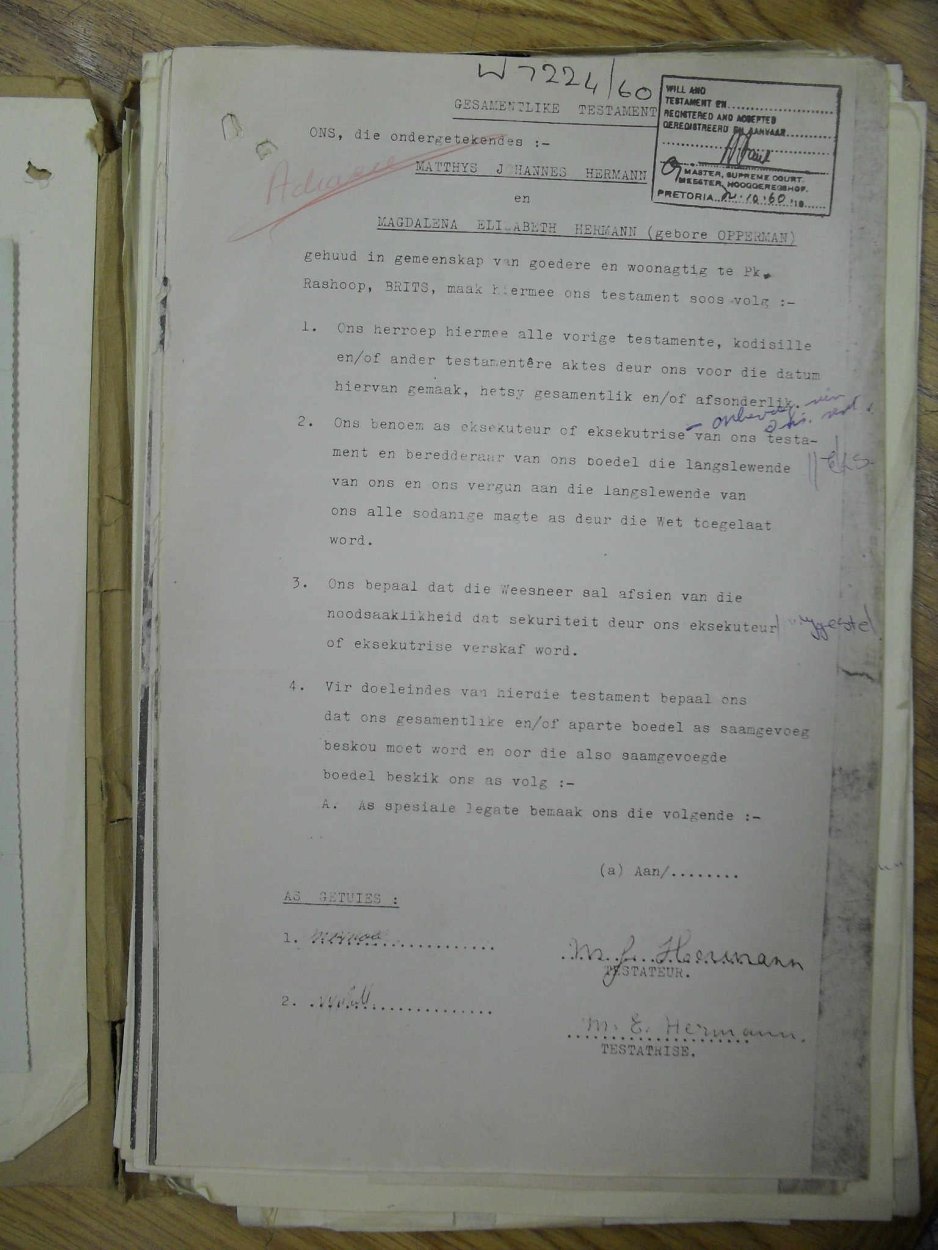 W 7224/60
GESAMENTLIKE TESTAMENT
WILL AND
TESTAMENT EN..................
REGISTERED AND ACCEPTED
GEREGISTREERD EN AANVAAR.........
MASTER, SUPREME COURT.
MEESTER, HOOGGEREGSHOF.
PRETORIA 21.10.60 19......
ONS, die ondergetekendes :-
MATTHYS JOHANNES HERMANN
en
MAGDALENA ELISABETH HERMANN (gebore OPPERMAN)
gehuud in gemeenskap van goedere en woonagtig te Pk.
Rashoop, BRITS, maak hiermee ons testament soos volg :-
1. Ons herroep hiermee alle vorige testamente, kodisille
en/of ander testamentêre aktes deur ons voor die datum
hiervan gemaak, hetsy gesamentlik en/of afsonderlik.
2. Ons benoem as eksekuteur of eksekutrise van ons testa-
ment en beredderaar van ons boedel die langslewende
van ons en ons vergun aan die langslewende van
ons alle sodanige magte as deur die Wet toegelaat
word.
3. Ons bepaal dat die Weesheer sal afsien van die
noodsaaklikheid dat sekuriteit deur ons eksekuteur
of eksekutrise verskaf word.
4. Vir doeleindes van hierdie testament bepaal ons
dat ons gesamentlike en/of aparte boedel as saamgevoeg
beskou moet word en oor die also saamgevoegde
boedel beskik ons as volg :-
A. As spesiale legate bemaak ons die volgende :-
(a) Aan/........
AS GETUIES :
1. ....................
M. J. Hermann
TESTATEUR.
2. ....................
M. E. Hermann
TESTATRISE.